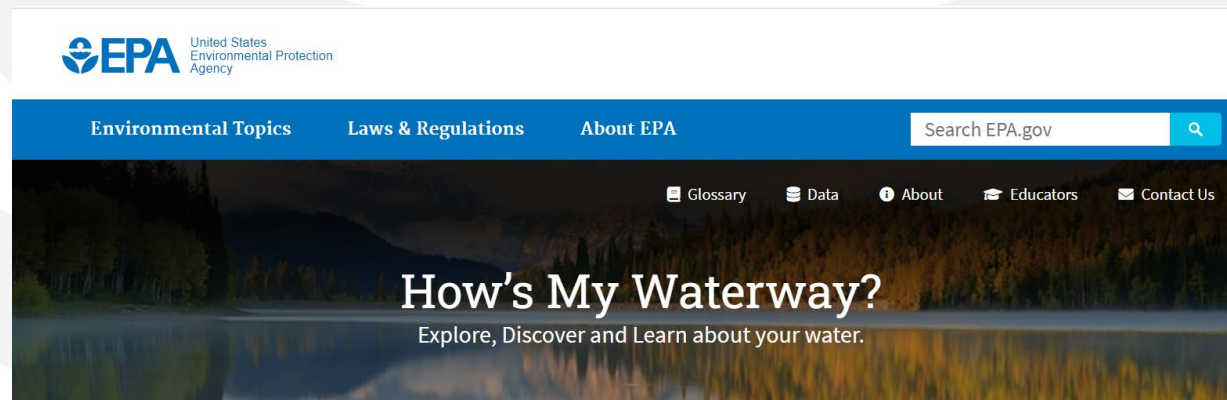 EPA
United States
Environmental Protection
Agency
Environmental Topics Laws & Regulations About EPA Search EPA.gov
Glossary Data About Educators Contact Us
How's My Waterway?
Explore, Discover and Learn about your water.